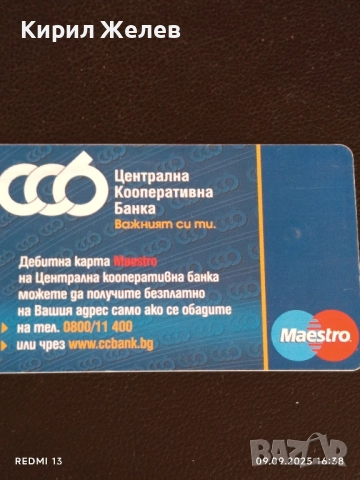 Кирил Желев
ссб
Централна
Кооперативна
Банка
Важният си ти.
Дебитна карта Maestro
на Централна кооперативна банка
можете да получите безплатно
на Вашия адрес само ако се обадите
на тел. 0800/11 400
или чрез www.ccbank.bg
Maestro
REDMI 13
09.09.2025 16:38
BAZAR